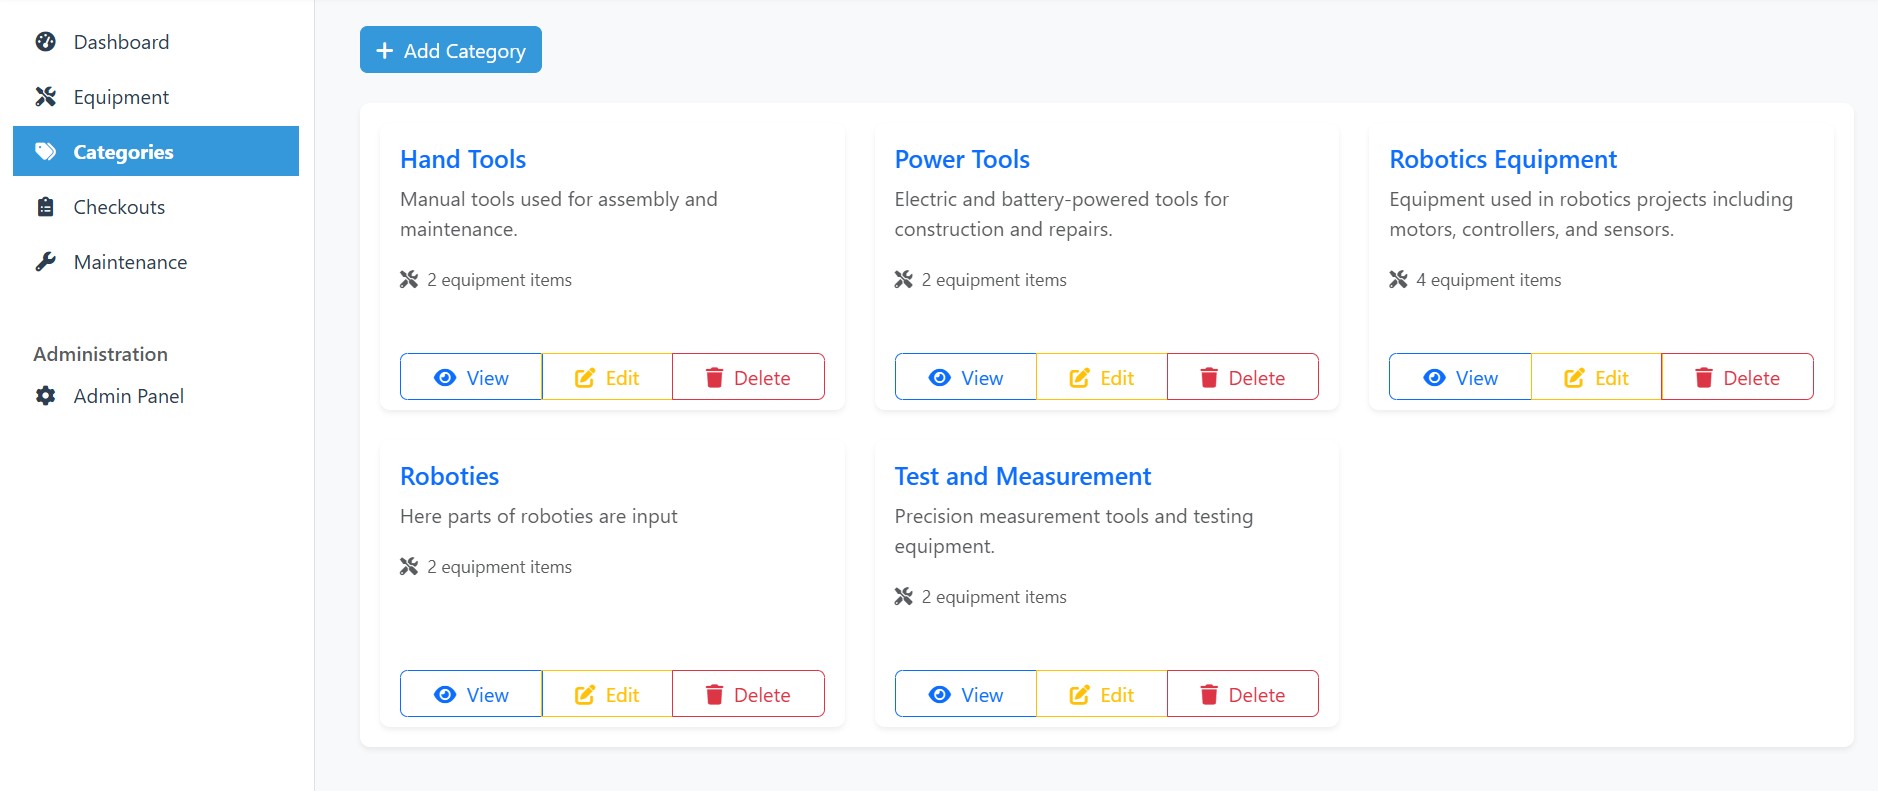 Dashboard
Equipment
Categories
Checkouts
Maintenance
Administration
Admin Panel
Add Category
Hand Tools
Manual tools used for assembly and
maintenance.
2 equipment items
View Edit Delete
Power Tools
Electric and battery-powered tools for
construction and repairs.
2 equipment items
View Edit Delete
Robotics Equipment
Equipment used in robotics projects including
motors, controllers, and sensors.
4 equipment items
View Edit Delete
Roboties
Here parts of roboties are input
2 equipment items
View Edit Delete
Test and Measurement
Precision measurement tools and testing
equipment.
2 equipment items
View Edit Delete